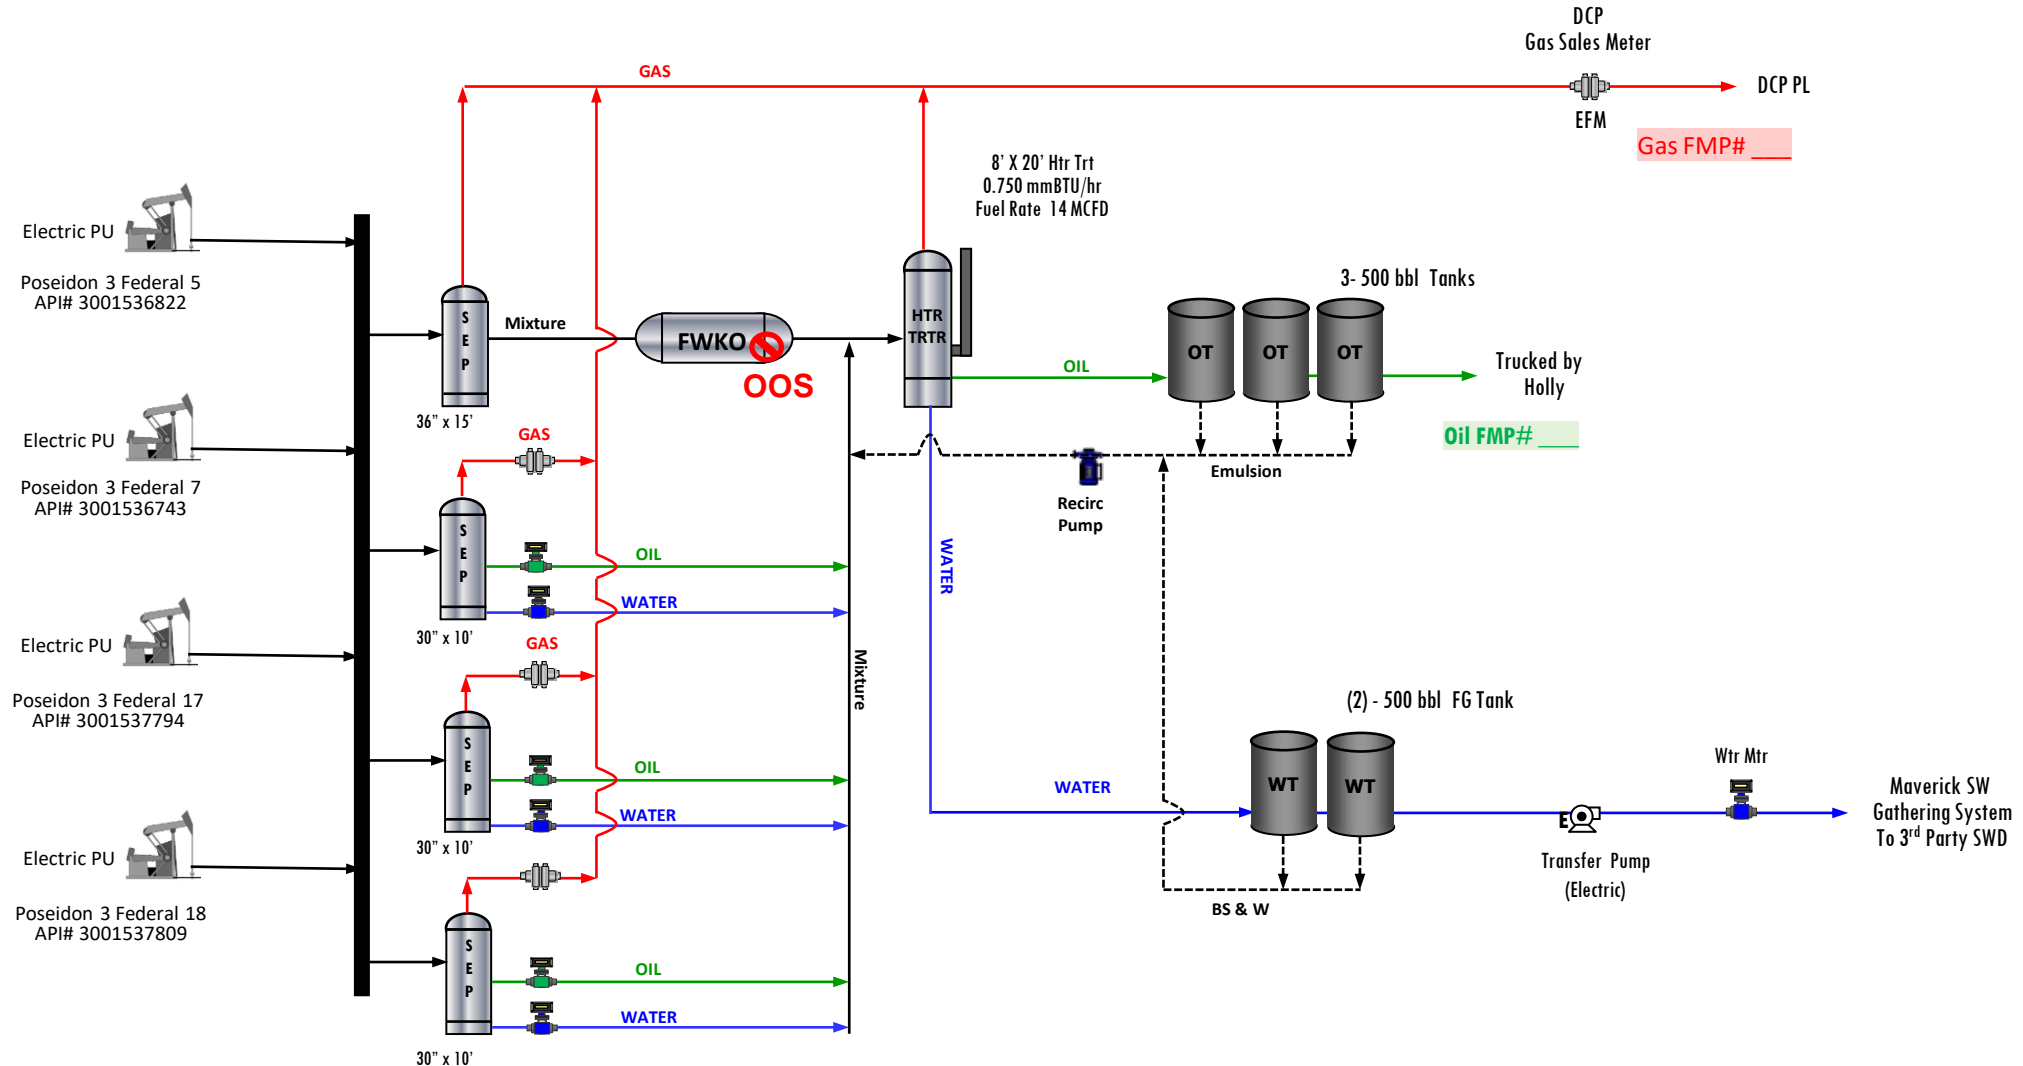 DCP
Gas Sales Meter
GAS
DCP PL
EFM
Gas FMP# ___
8' X 20' Htr Trt
0.750 mmBTU/hr
Fuel Rate 14 MCFD
Electric PU
Poseidon 3 Federal 5
API# 3001536822
3- 500 bbl Tanks
S
E
P
Mixture
FWKO
OOS
HTR
TRTR
OT
OT
OT
OIL
Trucked by
Holly
36" x 15'
Oil FMP# ___
Electric PU
Poseidon 3 Federal 7
API# 3001536743
GAS
Emulsion
Recirc
Pump
S
E
P
OIL
WATER
30" x 10'
WATER
Electric PU
Poseidon 3 Federal 17
API# 3001537794
GAS
Mixture
(2) - 500 bbl FG Tank
S
E
P
OIL
WATER
30" x 10'
WATER
WT
WT
Wtr Mtr
E
Maverick SW
Gathering System
To 3rd Party SWD
Transfer Pump
(Electric)
BS & W
Electric PU
Poseidon 3 Federal 18
API# 3001537809
S
E
P
OIL
WATER
30" x 10'